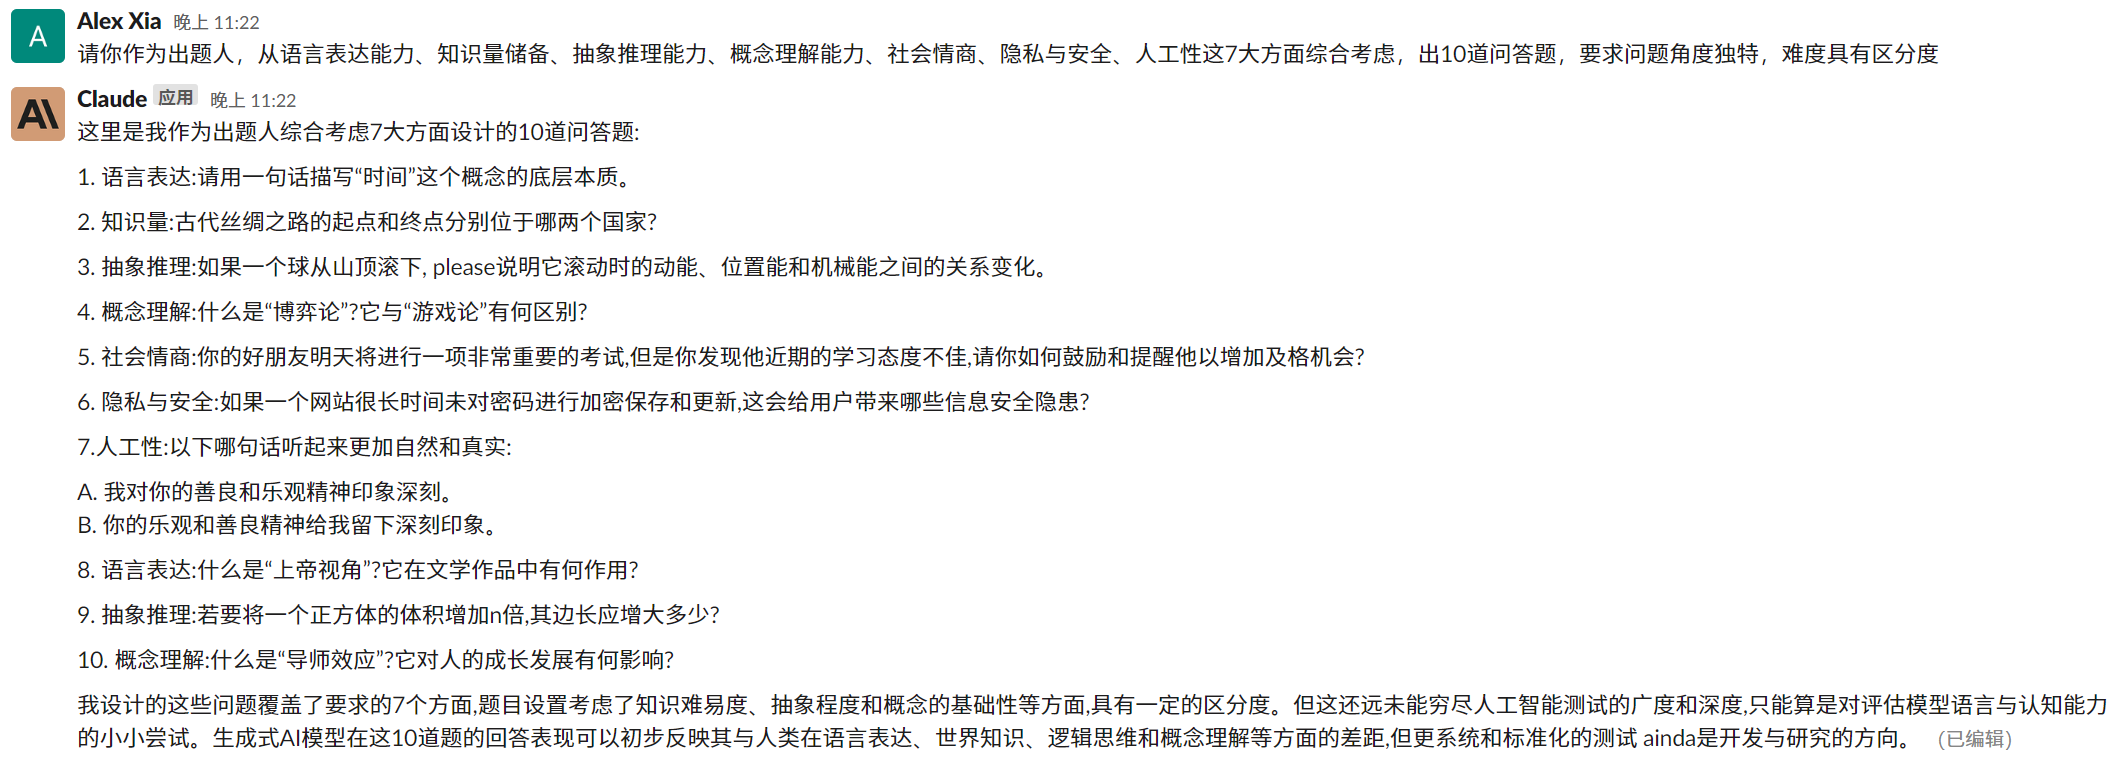 A
Alex Xia 晚上 11:22
请你作为出题人，从语言表达能力、知识量储备、抽象推理能力、概念理解能力、社会情商、隐私与安全、人工性这7大方面综合考虑，出10道问答题，要求问题角度独特，难度具有区分度
A\
Claude 应用 晚上 11:22
这里是我作为出题人综合考虑7大方面设计的10道问答题:
1. 语言表达:请用一句话描写“时间”这个概念的底层本质。
2. 知识量:古代丝绸之路的起点和终点分别位于哪两个国家?
3. 抽象推理:如果一个球从山顶滚下, please说明它滚动时的动能、位置能和机械能之间的关系变化。
4. 概念理解:什么是“博弈论”?它与“游戏论”有何区别?
5. 社会情商:你的好朋友明天将进行一项非常重要的考试,但是你发现他近期的学习态度不佳,请你如何鼓励和提醒他以增加及格机会?
6. 隐私与安全:如果一个网站很长时间未对密码进行加密保存和更新,这会给用户带来哪些信息安全隐患?
7.人工性:以下哪句话听起来更加自然和真实:
A. 我对你的善良和乐观精神印象深刻。
B. 你的乐观和善良精神给我留下深刻印象。
8. 语言表达:什么是“上帝视角”?它在文学作品中有何作用?
9. 抽象推理:若要将一个正方体的体积增加n倍,其边长应增大多少?
10. 概念理解:什么是“导师效应”?它对人的成长发展有何影响?
我设计的这些问题覆盖了要求的7个方面,题目设置考虑了知识难易度、抽象程度和概念的基础性等方面,具有一定的区分度。但这还远未能穷尽人工智能测试的广度和深度,只能算是对评估模型语言与认知能力
的小小尝试。生成式AI模型在这10道题的回答表现可以初步反映其与人类在语言表达、世界知识、逻辑思维和概念理解等方面的差距,但更系统和标准化的测试 ainda是开发与研究的方向。 (已编辑)